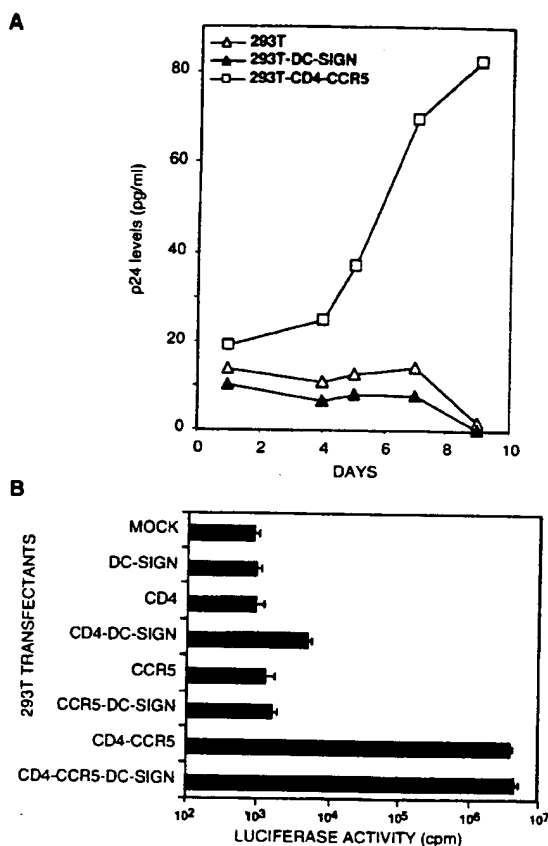 A
293T
293T-DC-SIGN
293T-CD4-CCR5
80
60
40
20
0
p24 levels (pg/ml)
0 2 4 6 8 10
DAYS
B
293T TRANSFECTANTS
MOCK
DC-SIGN
CD4
CD4-DC-SIGN
CCR5
CCR5-DC-SIGN
CD4-CCR5
CD4-CCR5-DC-SIGN
10² 10³ 10⁴ 10⁵ 10⁶ 10⁷
LUCIFERASE ACTIVITY (cpm)